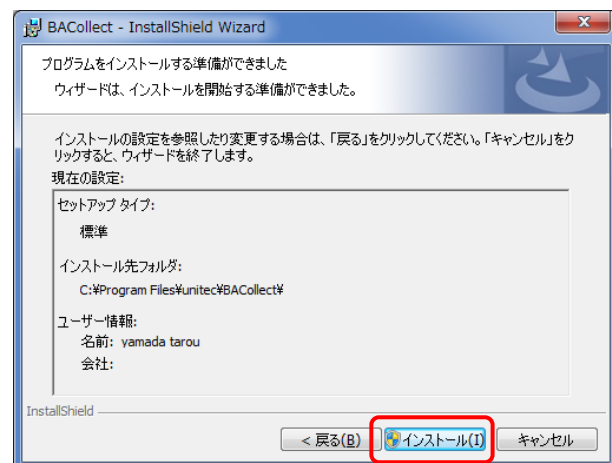 BACollect - InstallShield Wizard
プログラムをインストールする準備ができました
ウィザードは、インストールを開始する準備ができました。
インストールの設定を参照したり変更する場合は、「戻る」をクリックしてください。「キャンセル」をク
リックすると、ウィザードを終了します。
現在の設定:
セットアップ タイプ:
標準
インストール先フォルダ:
C:¥Program Files¥unitec¥BACollect¥
ユーザー情報:
名前: yamada tarou
会社:
InstallShield
< 戻る(B) インストール(I) キャンセル